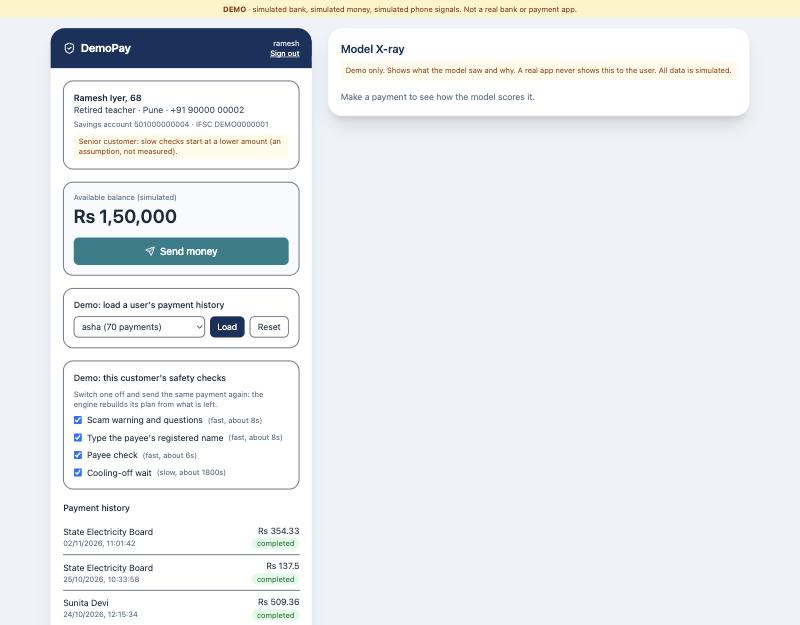 DEMO · simulated bank, simulated money, simulated phone signals. Not a real bank or payment app.
DemoPay
ramesh
Sign out
Ramesh Iyer, 68
Retired teacher · Pune · +91 90000 00002
Savings account 501000000004 · IFSC DEMO0000001
Senior customer: slow checks start at a lower amount (an
assumption, not measured).
Available balance (simulated)
Rs 1,50,000
Send money
Demo: load a user's payment history
asha (70 payments)
Load
Reset
Demo: this customer's safety checks
Switch one off and send the same payment again: the
engine rebuilds its plan from what is left.
Scam warning and questions (fast, about 8s)
Type the payee's registered name (fast, about 8s)
Payee check (fast, about 6s)
Cooling-off wait (slow, about 1800s)
Payment history
State Electricity Board Rs 354.33
02/11/2026, 11:01:42 completed
State Electricity Board Rs 137.5
25/10/2026, 10:33:58 completed
Sunita Devi Rs 509.36
24/10/2026, 12:15:34 completed
Model X-ray
Demo only. Shows what the model saw and why. A real app never shows this to the user. All data is simulated.
Make a payment to see how the model scores it.